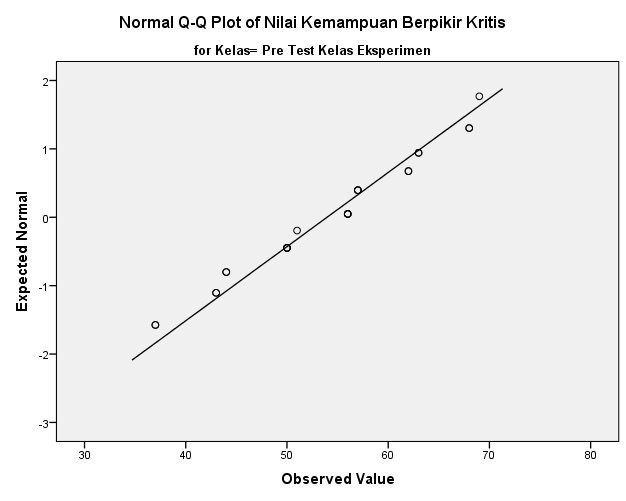 Normal Q-Q Plot of Nilai Kemampuan Berpikir Kritis
for Kelas= Pre Test Kelas Eksperimen
Expected Normal
2
1
0
-1
-2
-3
30 40 50 60 70 80
Observed Value